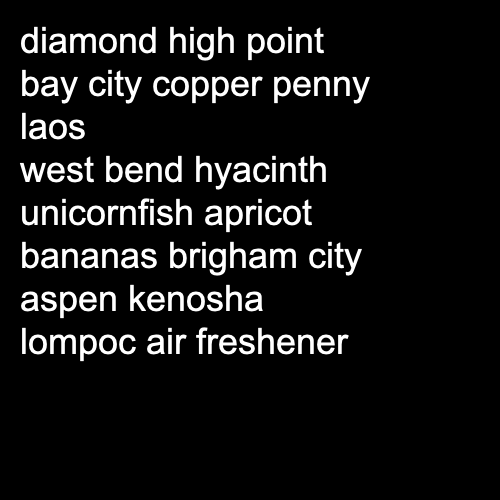 diamond high point
bay city copper penny
laos
west bend hyacinth
unicornfish apricot
bananas brigham city
aspen kenosha
lompoc air freshener